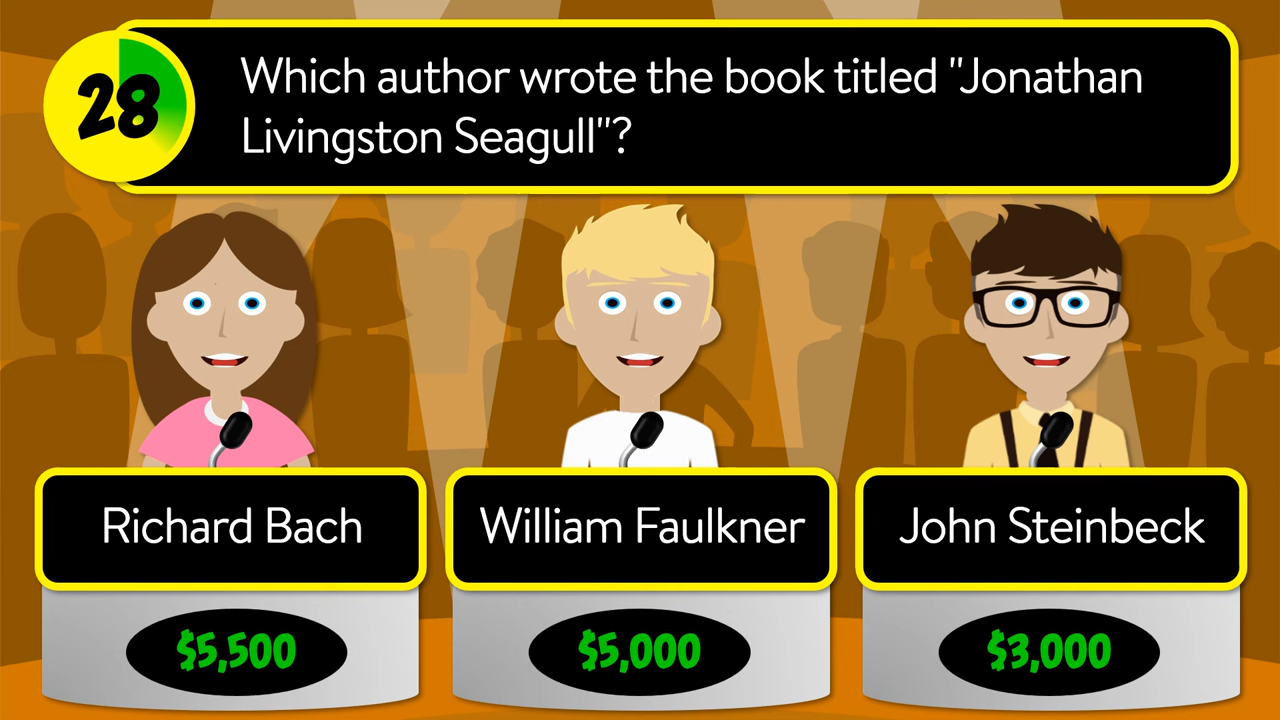 28
Which author wrote the book titled "Jonathan
Livingston Seagull"?
Richard Bach
William Faulkner
John Steinbeck
$5,500
$5,000
$3,000